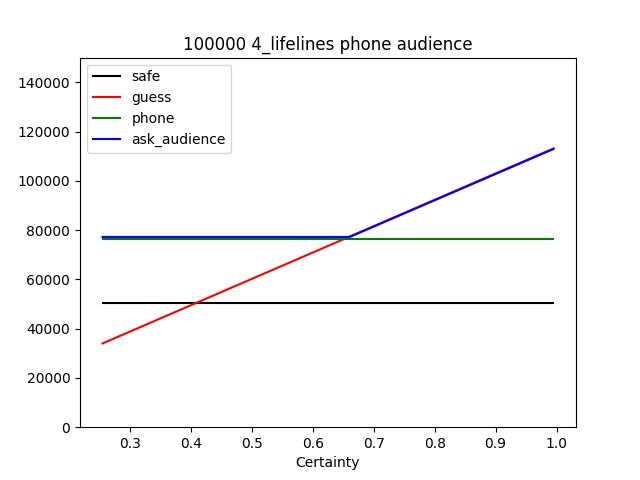 100000 4_lifelines phone audience
safe
guess
phone
ask_audience
140000
120000
100000
80000
60000
40000
20000
0
0.3 0.4 0.5 0.6 0.7 0.8 0.9 1.0
Certainty